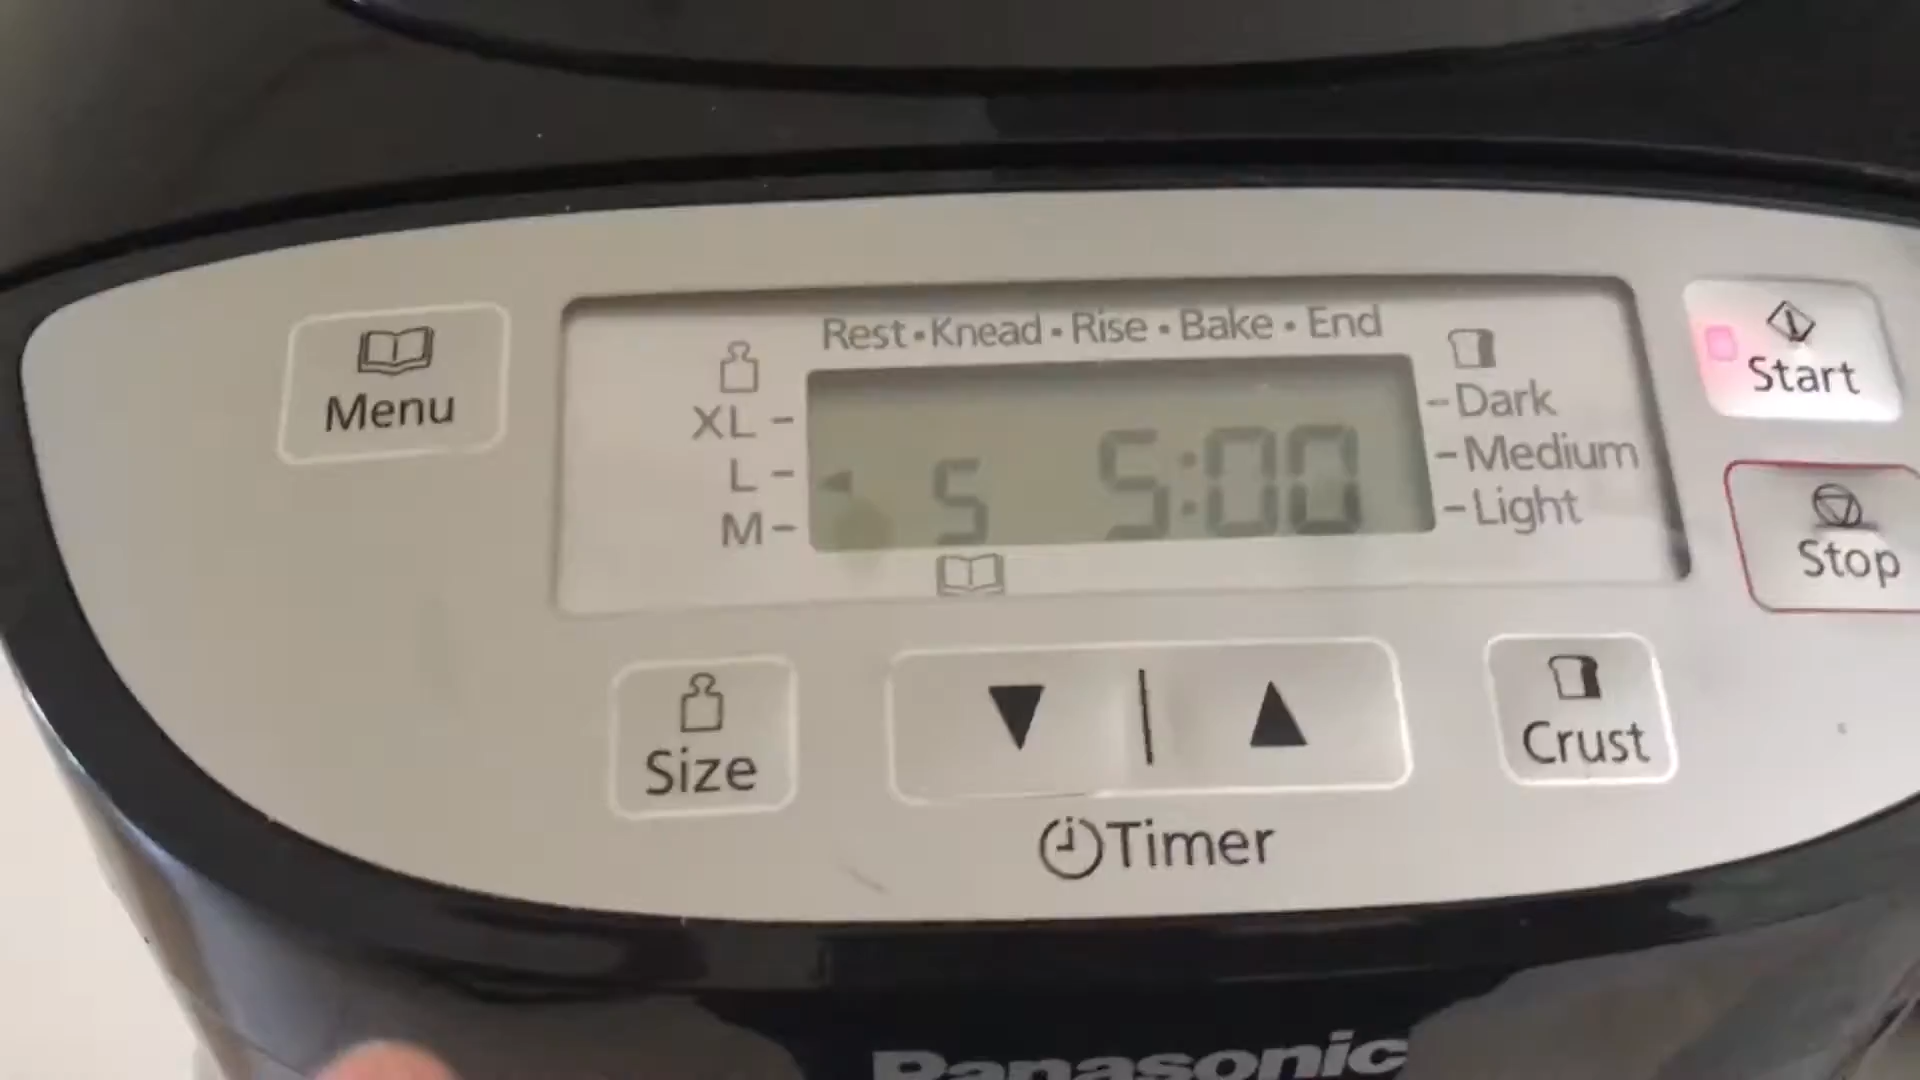 Rest • Knead • Rise • Bake • End
Menu
XL –
L –
M –
5 5:00
– Dark
– Medium
– Light
Start
Stop
Size
Crust
Timer
Panasonic